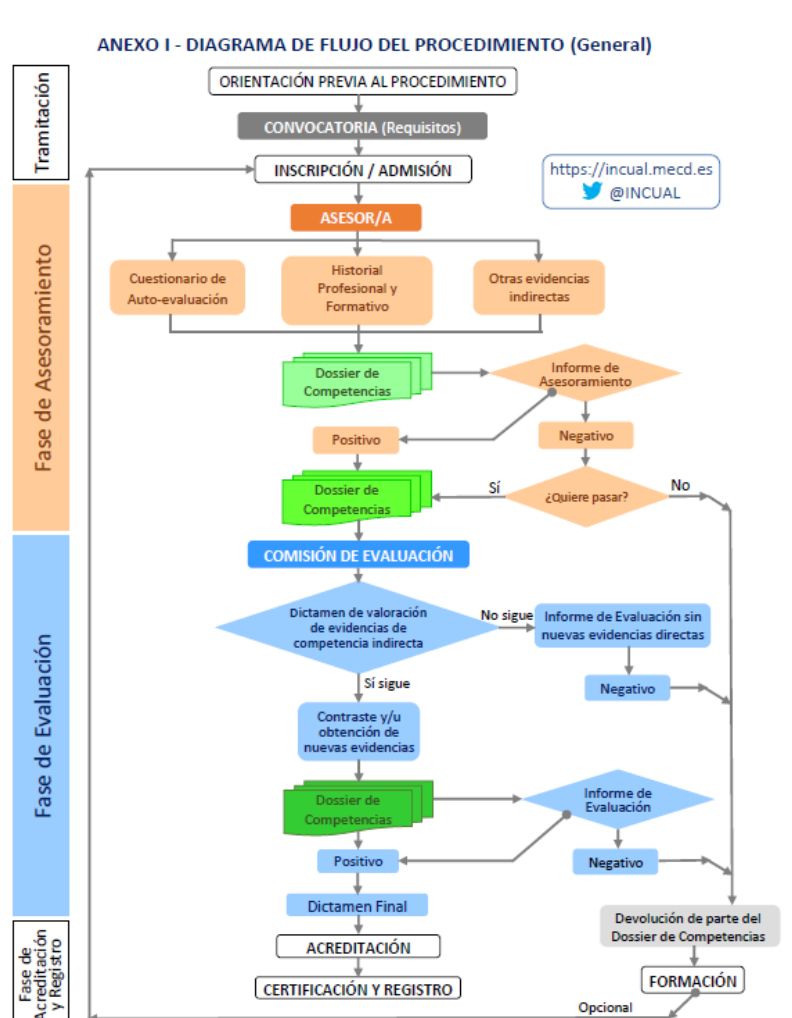 ANEXO I - DIAGRAMA DE FLUJO DEL PROCEDIMIENTO (General)
Tramitación
ORIENTACIÓN PREVIA AL PROCEDIMIENTO
CONVOCATORIA (Requisitos)
INSCRIPCIÓN / ADMISIÓN
https://incual.mecd.es
@INCUAL
Fase de Asesoramiento
ASESOR/A
Cuestionario de
Auto-evaluación
Historial
Profesional y
Formativo
Otras evidencias
indirectas
Dossier de
Competencias
Informe de
Asesoramiento
Positivo
Negativo
Dossier de
Competencias
Sí
¿Quiere pasar?
No
Fase de Evaluación
COMISIÓN DE EVALUACIÓN
Dictamen de valoración
de evidencias de
competencia indirecta
No sigue
Informe de Evaluación sin
nuevas evidencias directas
Sí sigue
Negativo
Contraste y/u
obtención de
nuevas evidencias
Dossier de
Competencias
Informe de
Evaluación
Positivo
Negativo
Dictamen Final
Fase de
Acreditación
y Registro
ACREDITACIÓN
CERTIFICACIÓN Y REGISTRO
Devolución de parte del
Dossier de Competencias
FORMACIÓN
Opcional